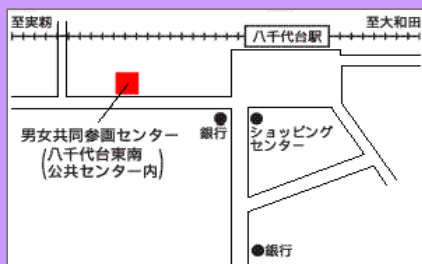 至実籾
至大和田
八千代台駅
男女共同参画センター
(八千代台東南
公共センター内)
銀行
ショッピング
センター
銀行